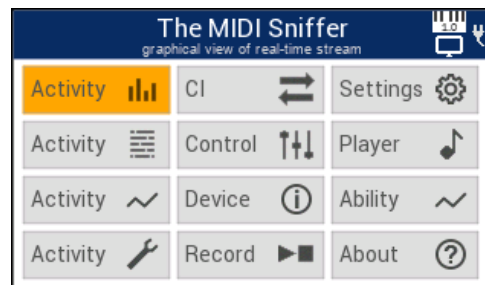 The MIDI Sniffer
graphical view of real-time stream
1.0
Activity CI Settings
Activity Control Player
Activity Device Ability
Activity Record About